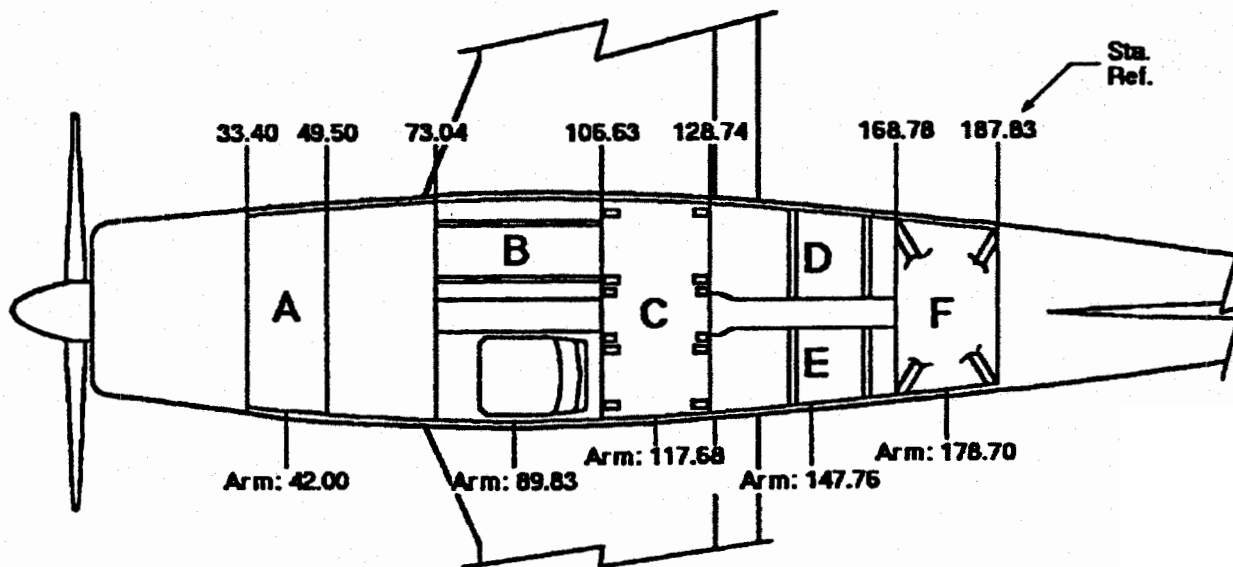 Sta.
Ref.
33.40 49.50 73.04 106.63 128.74 168.78 187.83
B
D
A
C
F
E
Arm: 42.00
Arm: 89.83
Arm: 117.68
Arm: 147.76
Arm: 178.70